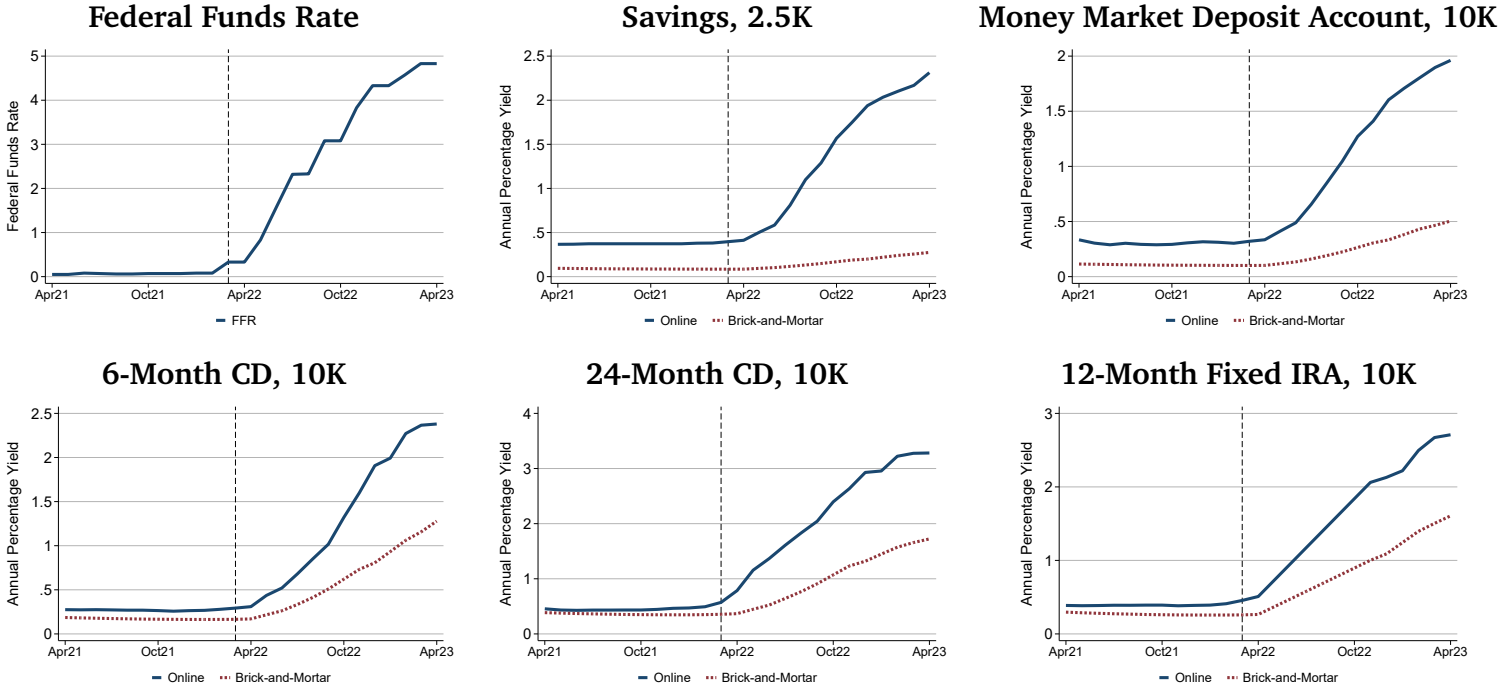 Federal Funds Rate
Federal Funds Rate
5
4
3
2
1
0
Apr21 Oct21 Apr22 Oct22 Apr23
FFR
Savings, 2.5K
Annual Percentage Yield
2.5
2
1.5
1
.5
0
Apr21 Oct21 Apr22 Oct22 Apr23
Online Brick-and-Mortar
Money Market Deposit Account, 10K
Annual Percentage Yield
2
1.5
1
.5
0
Apr21 Oct21 Apr22 Oct22 Apr23
Online Brick-and-Mortar
6-Month CD, 10K
Annual Percentage Yield
2.5
2
1.5
1
.5
0
Apr21 Oct21 Apr22 Oct22 Apr23
Online Brick-and-Mortar
24-Month CD, 10K
Annual Percentage Yield
4
3
2
1
0
Apr21 Oct21 Apr22 Oct22 Apr23
Online Brick-and-Mortar
12-Month Fixed IRA, 10K
Annual Percentage Yield
3
2
1
0
Apr21 Oct21 Apr22 Oct22 Apr23
Online Brick-and-Mortar